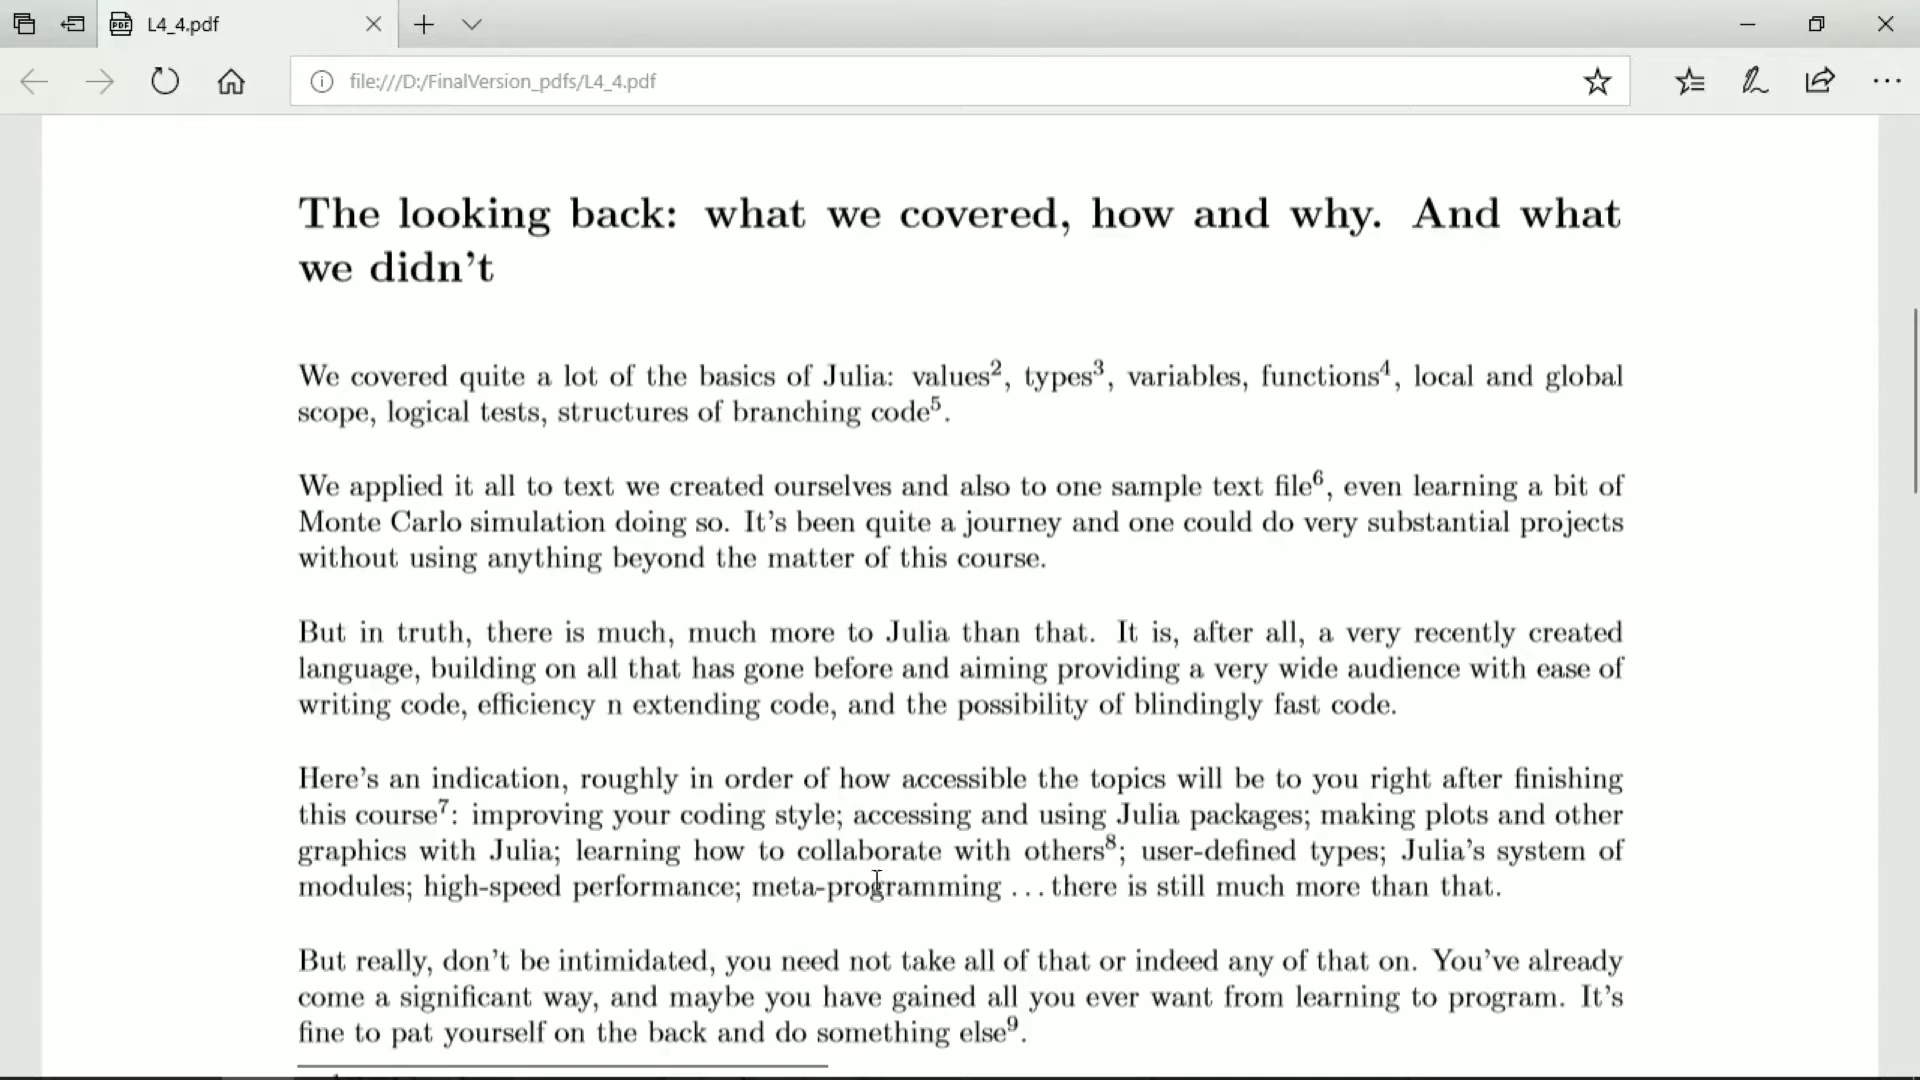 L4_4.pdf
file:///D:/FinalVersion_pdfs/L4_4.pdf
The looking back: what we covered, how and why. And what
we didn't
We covered quite a lot of the basics of Julia: values², types³, variables, functions⁴, local and global
scope, logical tests, structures of branching code⁵.
We applied it all to text we created ourselves and also to one sample text file⁶, even learning a bit of
Monte Carlo simulation doing so. It's been quite a journey and one could do very substantial projects
without using anything beyond the matter of this course.
But in truth, there is much, much more to Julia than that. It is, after all, a very recently created
language, building on all that has gone before and aiming providing a very wide audience with ease of
writing code, efficiency n extending code, and the possibility of blindingly fast code.
Here's an indication, roughly in order of how accessible the topics will be to you right after finishing
this course⁷: improving your coding style; accessing and using Julia packages; making plots and other
graphics with Julia; learning how to collaborate with others⁸; user-defined types; Julia's system of
modules; high-speed performance; meta-programming ... there is still much more than that.
But really, don't be intimidated, you need not take all of that or indeed any of that on. You've already
come a significant way, and maybe you have gained all you ever want from learning to program. It's
fine to pat yourself on the back and do something else⁹.